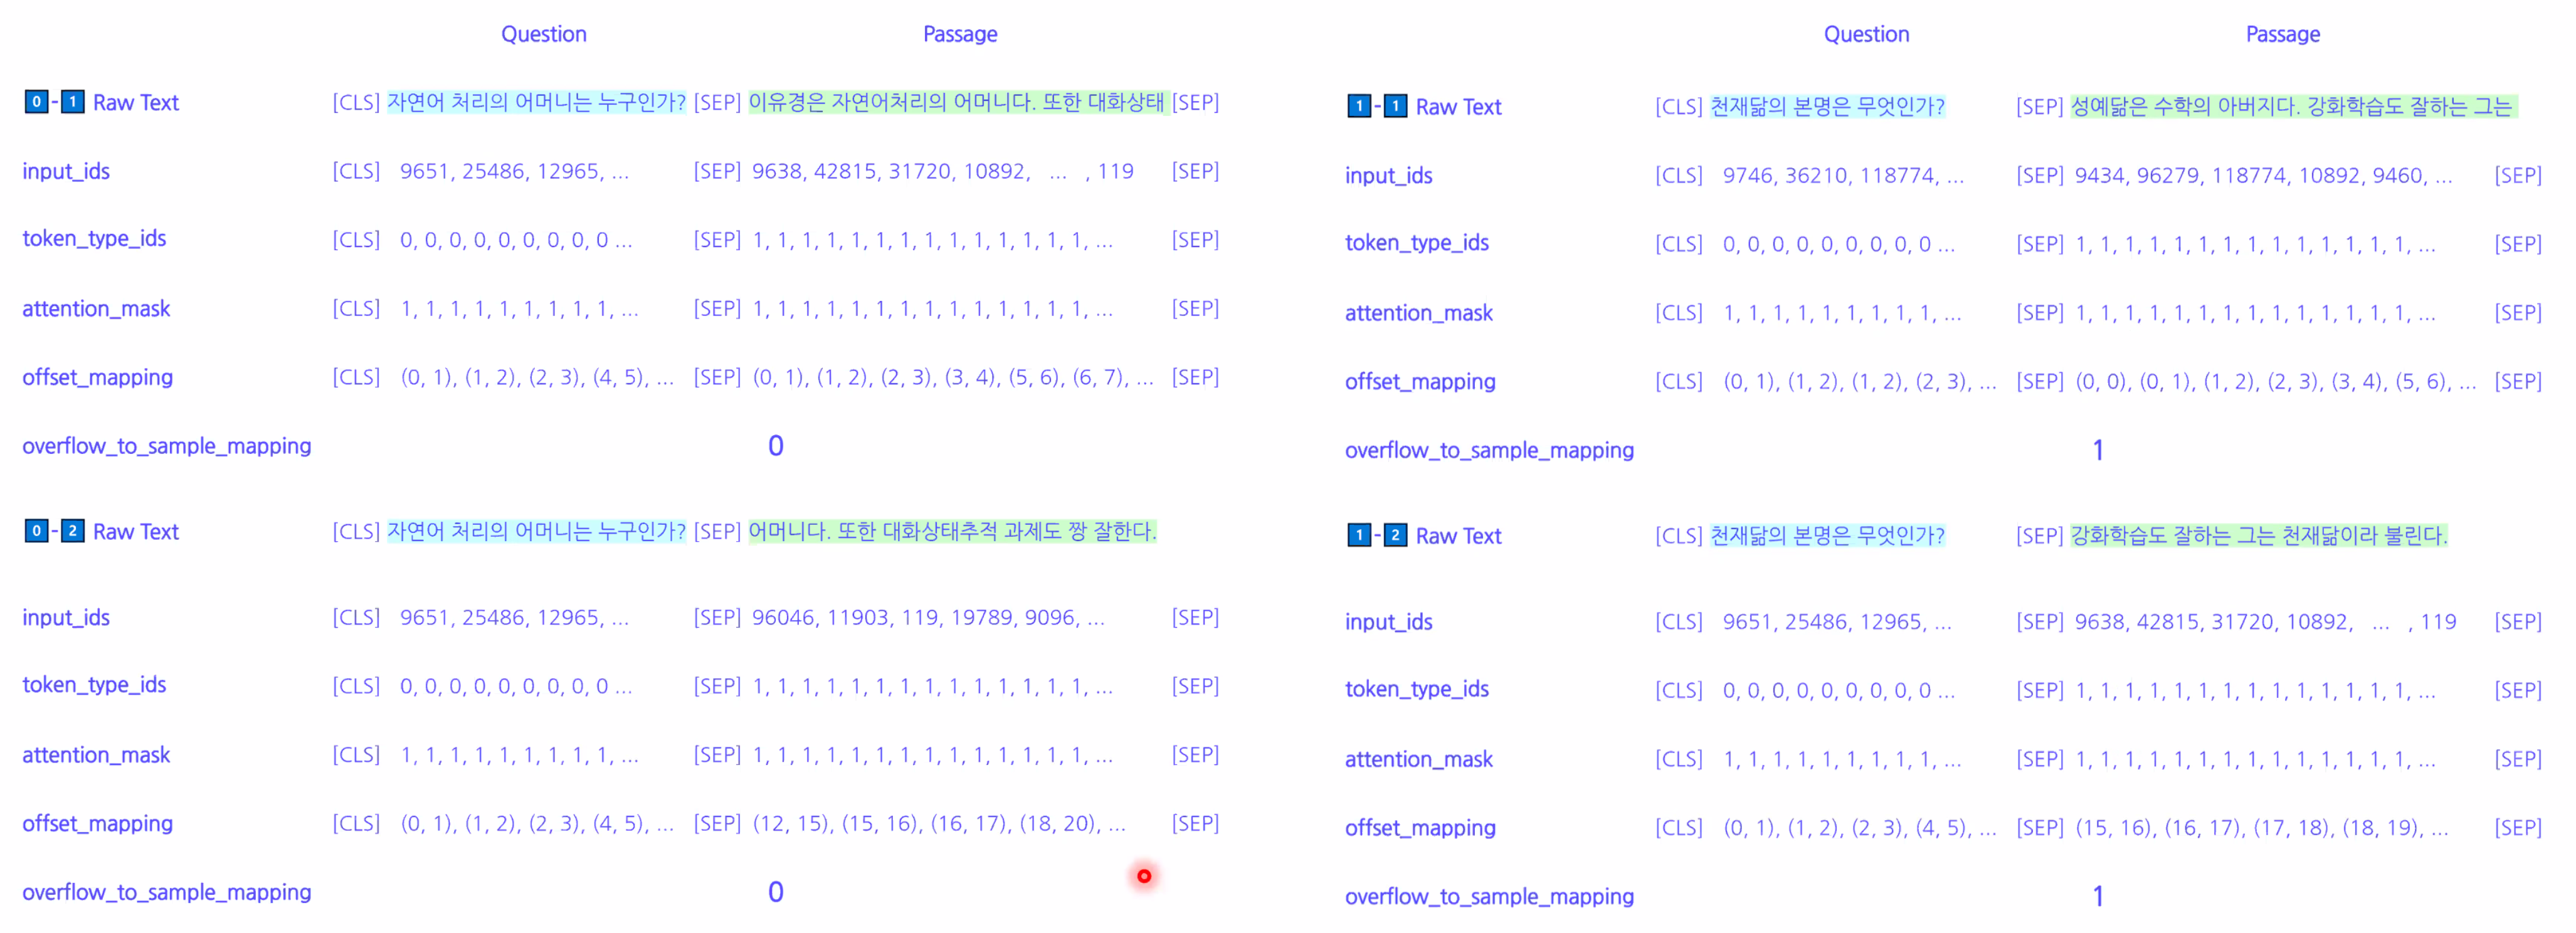 Question Passage
0 - 1 Raw Text [CLS] 자연어 처리의 어머니는 누구인가? [SEP] 이유경은 자연어처리의 어머니다. 또한 대화상태 [SEP]
input_ids [CLS] 9651, 25486, 12965, ... [SEP] 9638, 42815, 31720, 10892, ... , 119 [SEP]
token_type_ids [CLS] 0, 0, 0, 0, 0, 0, 0, 0, 0 ... [SEP] 1, 1, 1, 1, 1, 1, 1, 1, 1, 1, 1, 1, 1, 1, ... [SEP]
attention_mask [CLS] 1, 1, 1, 1, 1, 1, 1, 1, 1, ... [SEP] 1, 1, 1, 1, 1, 1, 1, 1, 1, 1, 1, 1, 1, 1, ... [SEP]
offset_mapping [CLS] (0, 1), (1, 2), (2, 3), (4, 5), ... [SEP] (0, 1), (1, 2), (2, 3), (3, 4), (5, 6), (6, 7), ... [SEP]
overflow_to_sample_mapping 0
0 - 2 Raw Text [CLS] 자연어 처리의 어머니는 누구인가? [SEP] 어머니다. 또한 대화상태추적 과제도 짱 잘한다.
input_ids [CLS] 9651, 25486, 12965, ... [SEP] 96046, 11903, 119, 19789, 9096, ... [SEP]
token_type_ids [CLS] 0, 0, 0, 0, 0, 0, 0, 0, 0 ... [SEP] 1, 1, 1, 1, 1, 1, 1, 1, 1, 1, 1, 1, 1, 1, ... [SEP]
attention_mask [CLS] 1, 1, 1, 1, 1, 1, 1, 1, 1, ... [SEP] 1, 1, 1, 1, 1, 1, 1, 1, 1, 1, 1, 1, 1, 1, ... [SEP]
offset_mapping [CLS] (0, 1), (1, 2), (2, 3), (4, 5), ... [SEP] (12, 15), (15, 16), (16, 17), (18, 20), ... [SEP]
overflow_to_sample_mapping 0
Question Passage
1 - 1 Raw Text [CLS] 천재닮의 본명은 무엇인가? [SEP] 성예닮은 수학의 아버지다. 강화학습도 잘하는 그는
input_ids [CLS] 9746, 36210, 118774, ... [SEP] 9434, 96279, 118774, 10892, 9460, ... [SEP]
token_type_ids [CLS] 0, 0, 0, 0, 0, 0, 0, 0, 0 ... [SEP] 1, 1, 1, 1, 1, 1, 1, 1, 1, 1, 1, 1, 1, 1, ... [SEP]
attention_mask [CLS] 1, 1, 1, 1, 1, 1, 1, 1, 1, ... [SEP] 1, 1, 1, 1, 1, 1, 1, 1, 1, 1, 1, 1, 1, 1, ... [SEP]
offset_mapping [CLS] (0, 1), (1, 2), (1, 2), (2, 3), ... [SEP] (0, 0), (0, 1), (1, 2), (2, 3), (3, 4), (5, 6), ... [SEP]
overflow_to_sample_mapping 1
1 - 2 Raw Text [CLS] 천재닮의 본명은 무엇인가? [SEP] 강화학습도 잘하는 그는 천재닮이라 불린다.
input_ids [CLS] 9651, 25486, 12965, ... [SEP] 9638, 42815, 31720, 10892, ... , 119 [SEP]
token_type_ids [CLS] 0, 0, 0, 0, 0, 0, 0, 0, 0 ... [SEP] 1, 1, 1, 1, 1, 1, 1, 1, 1, 1, 1, 1, 1, 1, ... [SEP]
attention_mask [CLS] 1, 1, 1, 1, 1, 1, 1, 1, 1, ... [SEP] 1, 1, 1, 1, 1, 1, 1, 1, 1, 1, 1, 1, 1, 1, ... [SEP]
offset_mapping [CLS] (0, 1), (1, 2), (2, 3), (4, 5), ... [SEP] (15, 16), (16, 17), (17, 18), (18, 19), ... [SEP]
overflow_to_sample_mapping 1